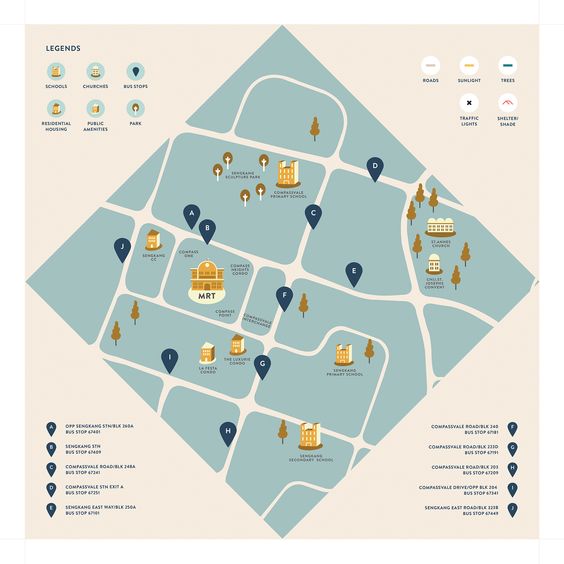 LEGENDS
SCHOOLS
CHURCHES
BUS STOPS
RESIDENTIAL
HOUSING
PUBLIC
AMENITIES
PARK
ROADS
SUNLIGHT
TREES
TRAFFIC
LIGHTS
SHELTER/
SHADE
D
SENGKANG
SCULPTURE PARK
COMPASSVALE
PRIMARY SCHOOL
A
B
C
J
ST.ANNES
CHURCH
SENGKANG
CC
COMPASS
ONE
COMPASS
HEIGHTS
CONDO
ST. JOSEPHS
CONVENT
E
MRT
F
COMPASS
POINT
COMPASSVALE
INTERCHANGE
I
LA FESTA
CONDO
THE LUXURIE
CONDO
G
SENGKANG
PRIMARY SCHOOL
H
SENGKANG
SECONDARY SCHOOL
A
OPP SENGKANG STN/BLK 260A
BUS STOP 67401
B
SENGKANG STN
BUS STOP 67409
C
COMPASSVALE ROAD/BLK 248A
BUS STOP 67241
D
COMPASSVALE STN EXIT A
BUS STOP 67251
E
SENGKANG EAST WAY/BLK 250A
BUS STOP 67101
COMPASSVALE ROAD/BLK 260
BUS STOP 67181
F
COMPASSVALE ROAD/BLK 223D
BUS STOP 67191
G
COMPASSVALE ROAD/BLK 203
BUS STOP 67209
H
COMPASSVALE DRIVE/OPP BLK 204
BUS STOP 67341
I
SENGKANG EAST ROAD/BLK 323B
BUS STOP 67449
J